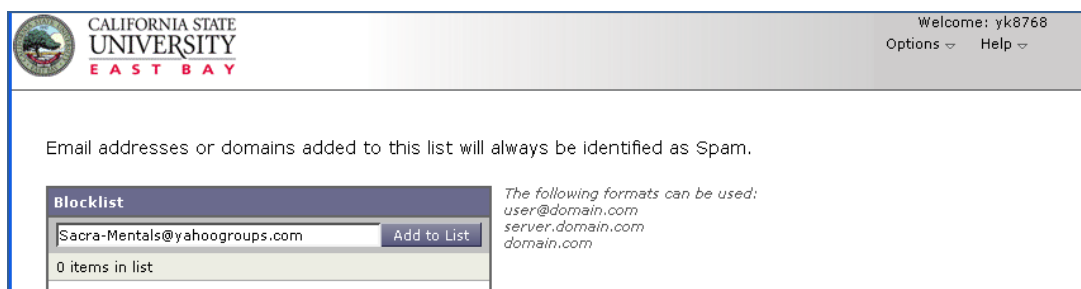 CALIFORNIA STATE
UNIVERSITY
EAST BAY
Welcome: yk8768
Options Help
Email addresses or domains added to this list will always be identified as Spam.
Blocklist
Sacra-Mentals@yahoogroups.com Add to List
0 items in list
The following formats can be used:
user@domain.com
server.domain.com
domain.com